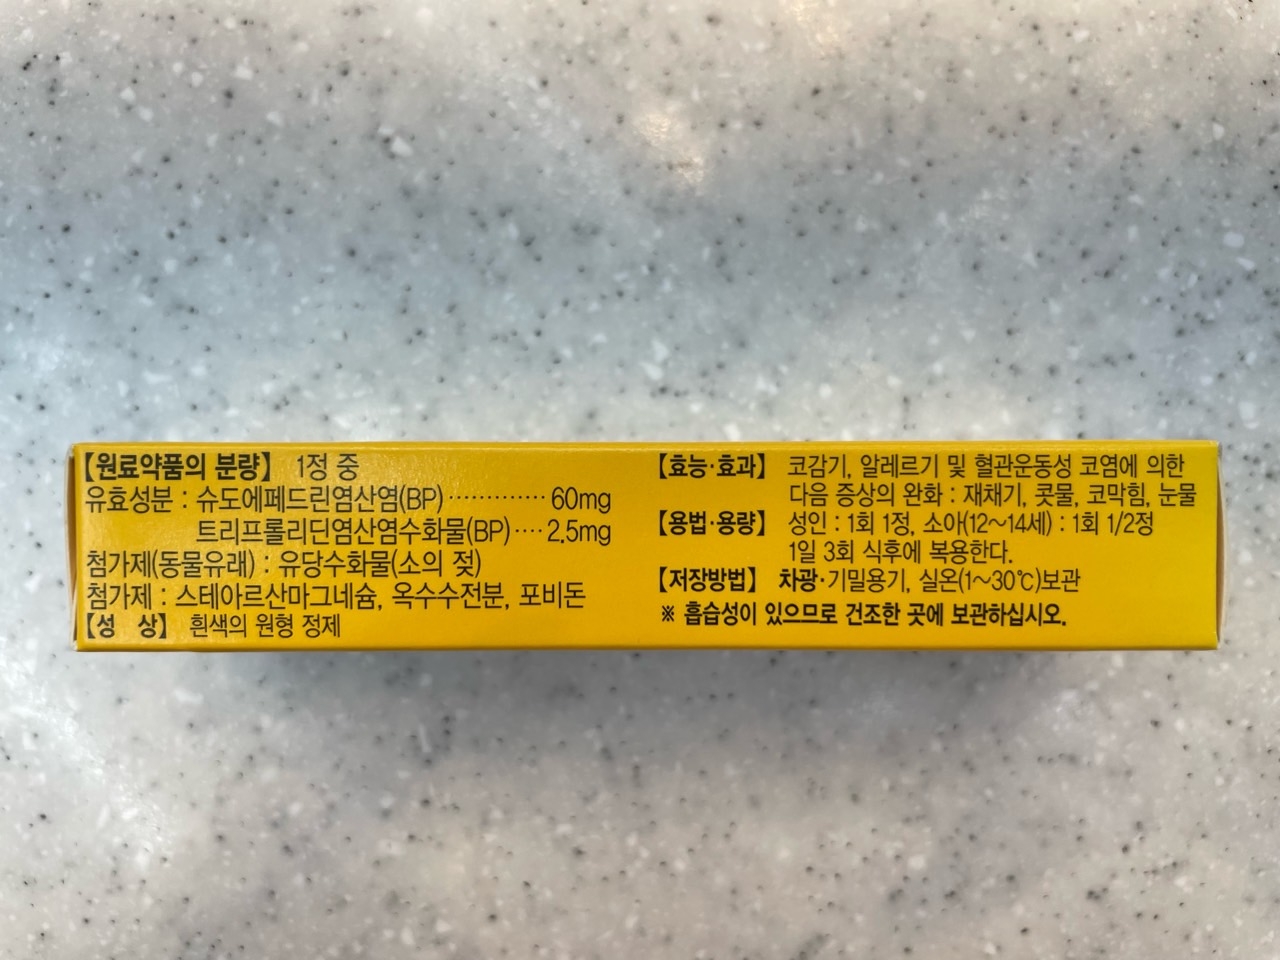 【원료약품의 분량】 1정 중
유효성분 : 슈도에페드린염산염(BP) ············· 60mg
트리프롤리딘염산염수화물(BP) ···· 2.5mg
첨가제(동물유래) : 유당수화물(소의 젖)
첨가제 : 스테아르산마그네슘, 옥수수전분, 포비돈
【성 상】 흰색의 원형 정제
【효능·효과】 코감기, 알레르기 및 혈관운동성 코염에 의한
다음 증상의 완화 : 재채기, 콧물, 코막힘, 눈물
【용법·용량】 성인 : 1회 1정, 소아(12~14세) : 1회 1/2정
1일 3회 식후에 복용한다.
【저장방법】 차광·기밀용기, 실온(1~30℃)보관
※ 흡습성이 있으므로 건조한 곳에 보관하십시오.